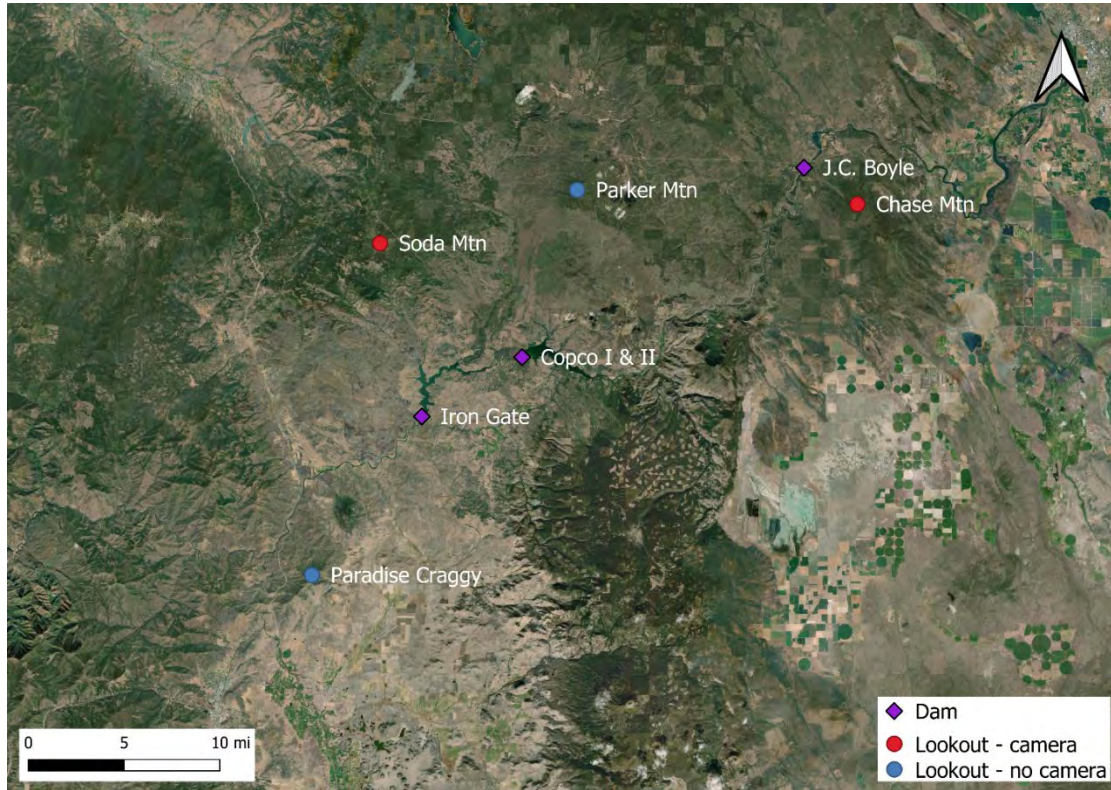 J.C. Boyle
Parker Mtn
Chase Mtn
Soda Mtn
Copco I & II
Iron Gate
Paradise Craggy
0 5 10 mi
Dam
Lookout - camera
Lookout - no camera